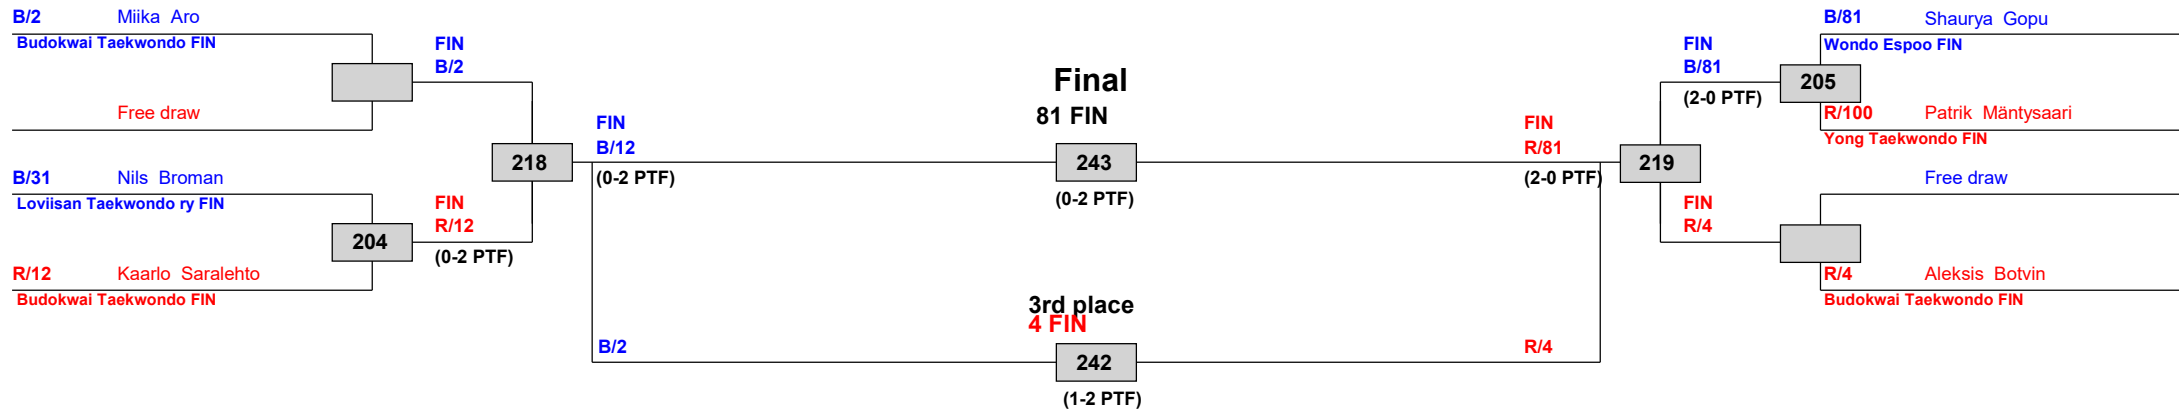 B/2 Miika Aro
Budokwai Taekwondo FIN
Free draw
B/31 Nils Broman
Loviisan Taekwondo ry FIN
R/12 Kaarlo Saralehto
Budokwai Taekwondo FIN
204
FIN
B/2
FIN
R/12
(0-2 PTF)
218
FIN
B/12
(0-2 PTF)
B/2
Final
81 FIN
243
(0-2 PTF)
3rd place
4 FIN
242
(1-2 PTF)
FIN
R/81
(2-0 PTF)
R/4
219
FIN
B/81
(2-0 PTF)
FIN
R/4
205
B/81 Shaurya Gopu
Wondo Espoo FIN
R/100 Patrik Mäntysaari
Yong Taekwondo FIN
Free draw
R/4 Aleksis Botvin
Budokwai Taekwondo FIN